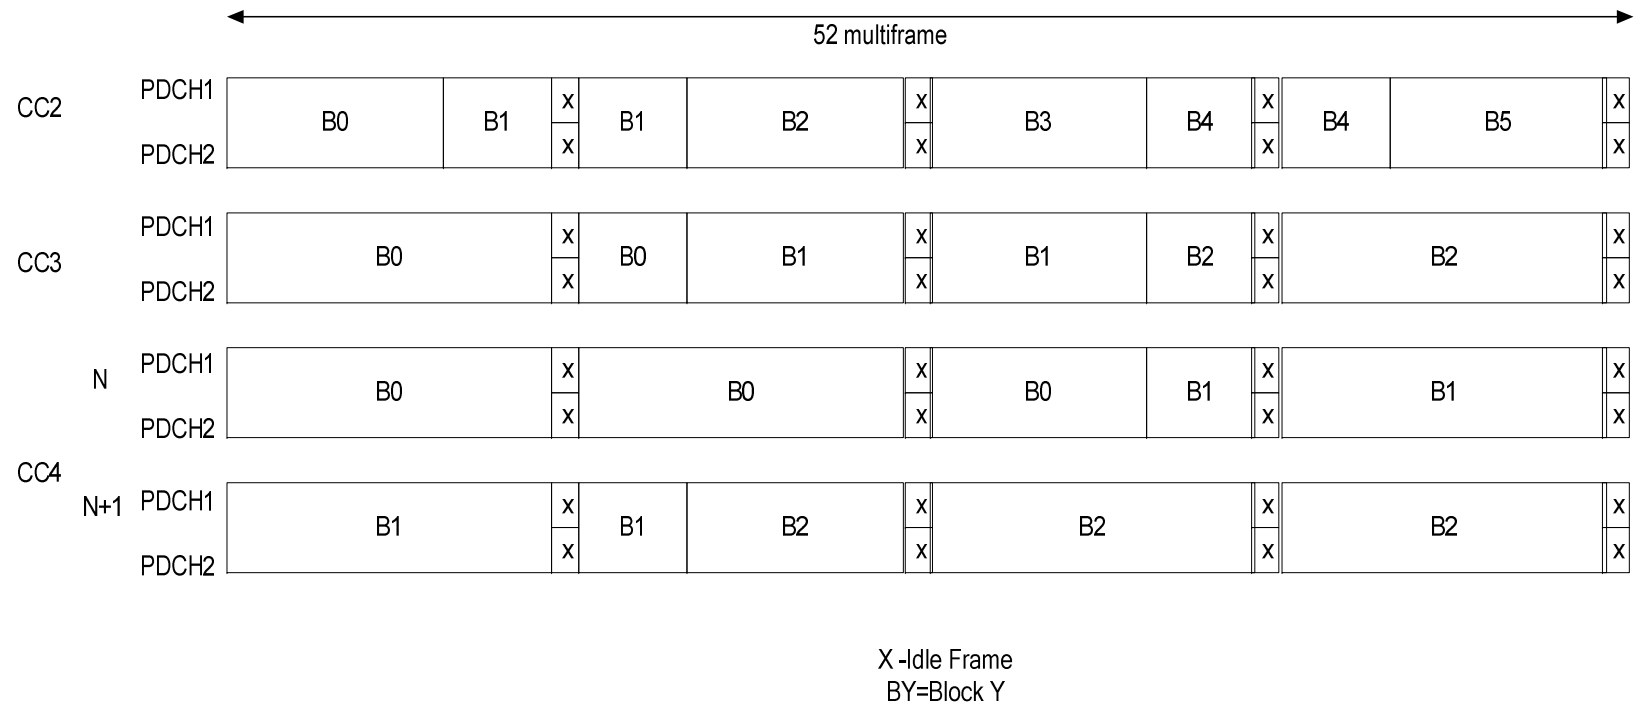 52 multiframe
PDCH1
CC2
B0 B1 X B1 B2 X B3 B4 X B4 B5 X
X X X X
PDCH2
PDCH1
CC3
B0 X B0 B1 X B1 B2 X B2 X
X X X X
PDCH2
PDCH1
N
B0 X B0 X B0 B1 X B1 X
X X X X
PDCH2
CC4
N+1 PDCH1
B1 X B1 B2 X B2 X B2 X
X X X X
PDCH2
X -Idle Frame
BY=Block Y